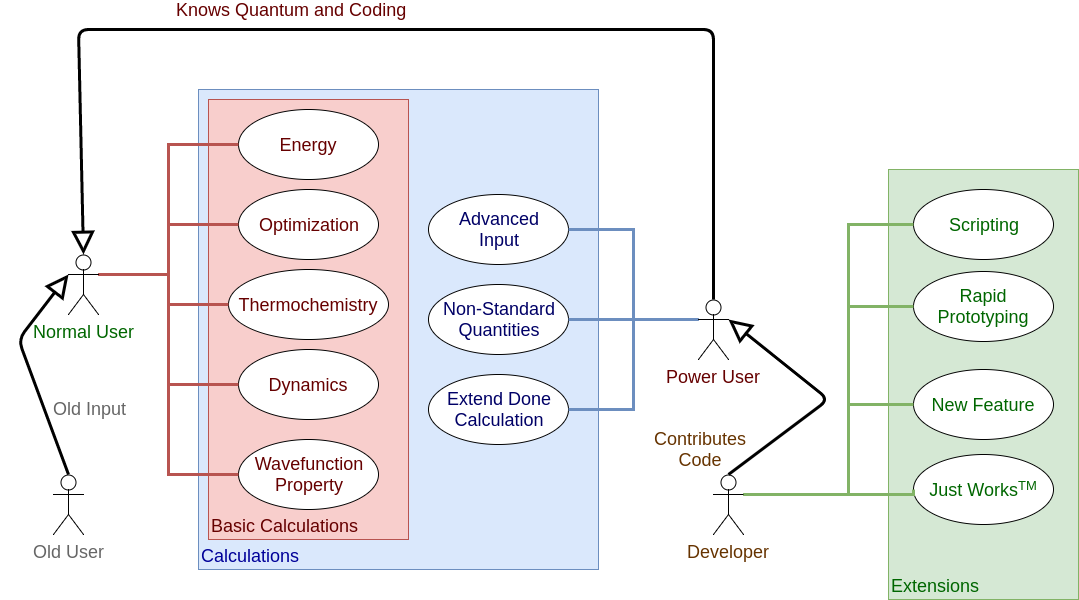 Knows Quantum and Coding
Energy
Optimization
Thermochemistry
Dynamics
Wavefunction
Property
Basic Calculations
Calculations
Advanced
Input
Non-Standard
Quantities
Extend Done
Calculation
Normal User
Old Input
Old User
Power User
Contributes
Code
Developer
Scripting
Rapid
Prototyping
New Feature
Just Works™
Extensions